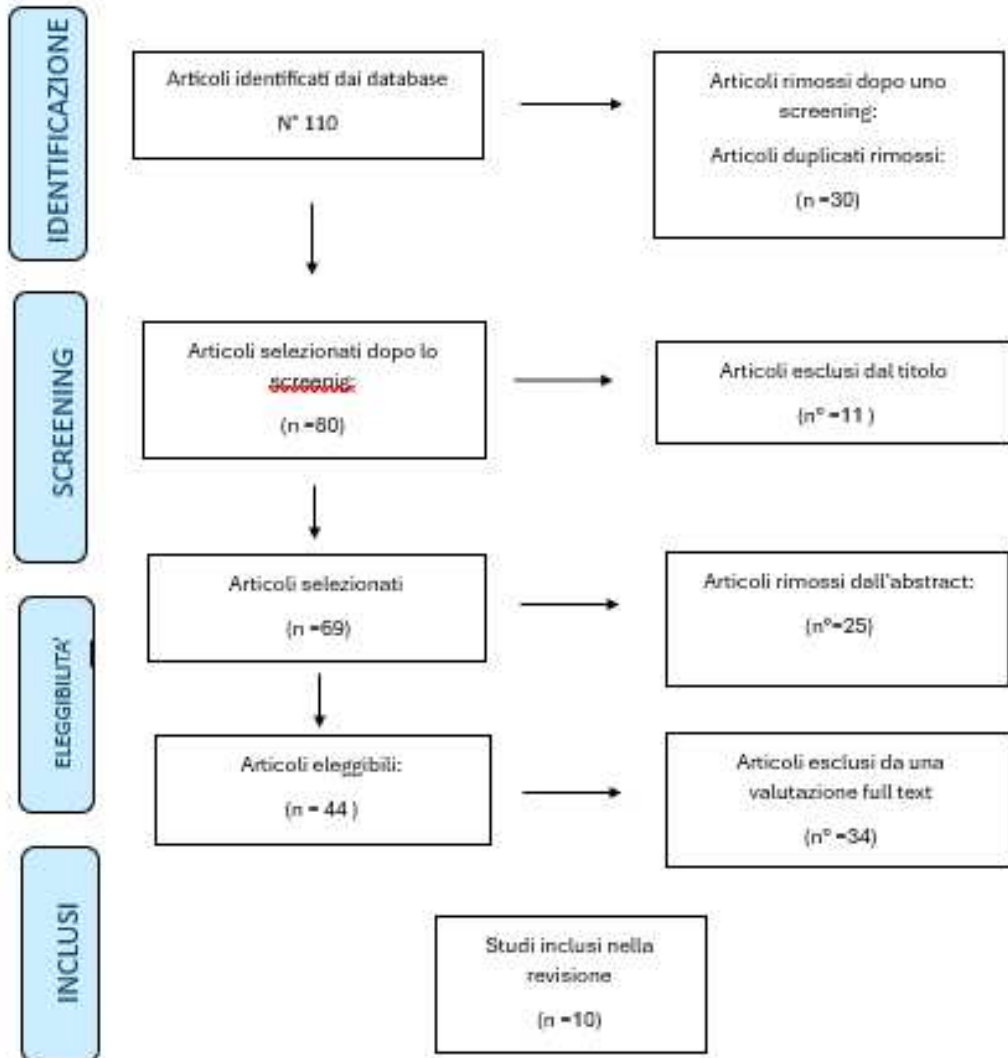 IDENTIFICAZIONE
Articoli identificati dai database
N° 110
Articoli rimossi dopo uno
screening:
Articoli duplicati rimossi:
(n =30)
SCREENING
Articoli selezionati dopo lo
screenig:
(n =80)
Articoli esclusi dal titolo
(n° =11 )
Articoli selezionati
(n =69)
Articoli rimossi dall'abstract:
(n°=25)
ELEGGIBILITA'
Articoli eleggibili:
(n = 44 )
Articoli esclusi da una
valutazione full text
(n° =34)
INCLUSI
Studi inclusi nella
revisione
(n =10)